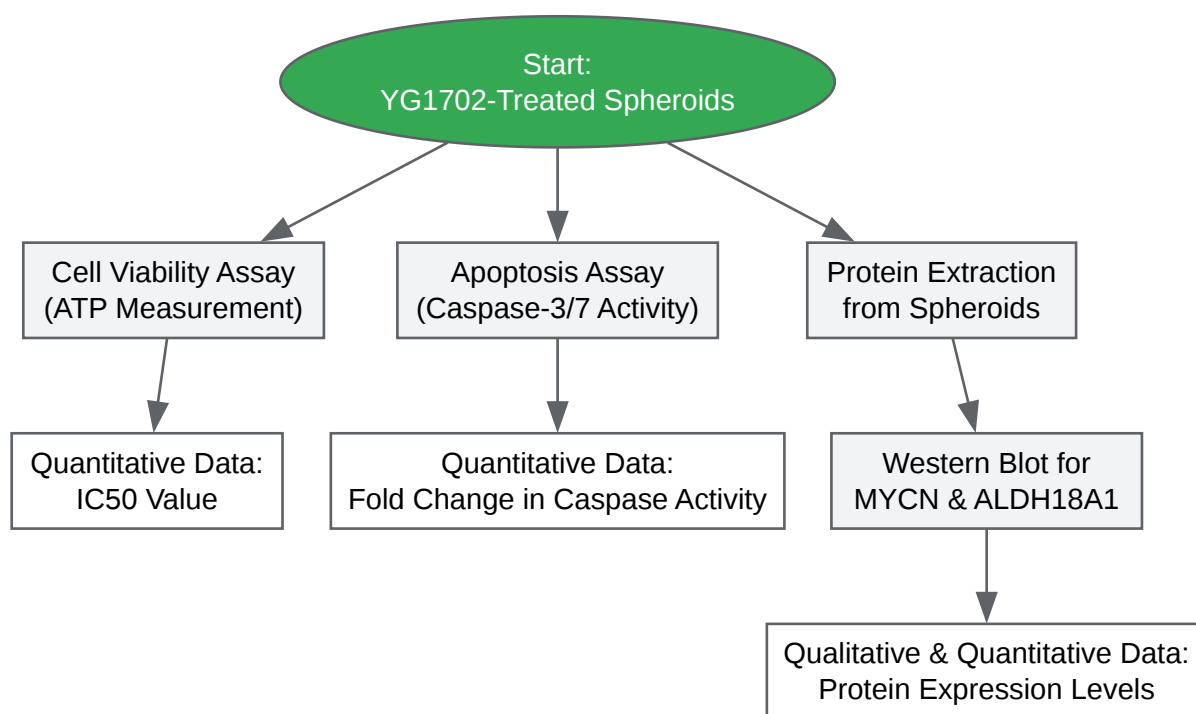 Start:
YG1702-Treated Spheroids
Cell Viability Assay
(ATP Measurement)
Apoptosis Assay
(Caspase-3/7 Activity)
Protein Extraction
from Spheroids
Quantitative Data:
IC50 Value
Quantitative Data:
Fold Change in Caspase Activity
Western Blot for
MYCN & ALDH18A1
Qualitative & Quantitative Data:
Protein Expression Levels